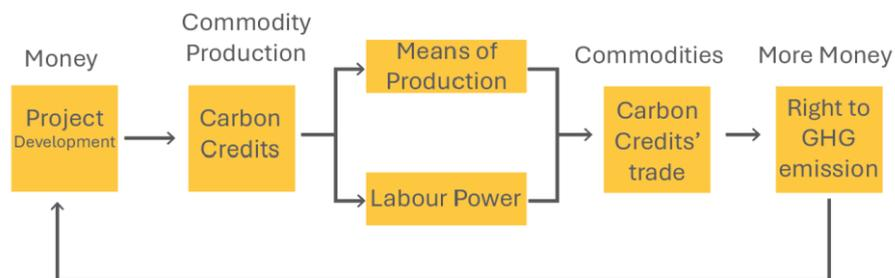 Money
Project
Development
Commodity
Production
Carbon
Credits
Means of
Production
Labour Power
Commodities
Carbon
Credits’
trade
More Money
Right to
GHG
emission